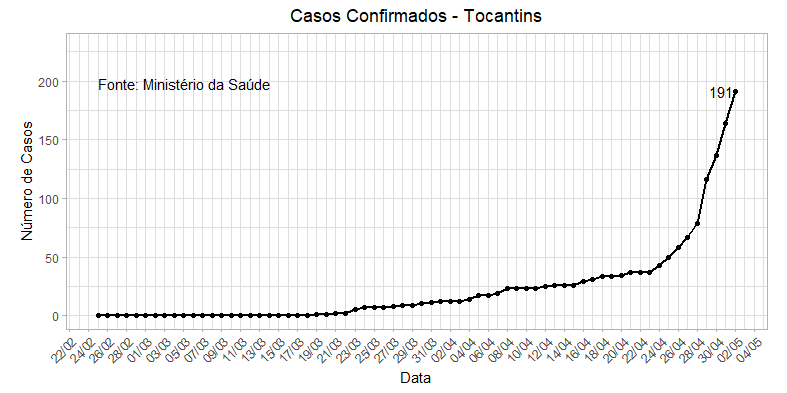 Casos Confirmados - Tocantins
Fonte: Ministério da Saúde
191
Número de Casos
200
150
100
50
0
22/02 24/02 26/02 28/02 01/03 03/03 05/03 07/03 09/03 11/03 13/03 15/03 17/03 19/03 21/03 23/03 25/03 27/03 29/03 31/03 02/04 04/04 06/04 08/04 10/04 12/04 14/04 16/04 18/04 20/04 22/04 24/04 26/04 28/04 30/04 02/05 04/05
Data